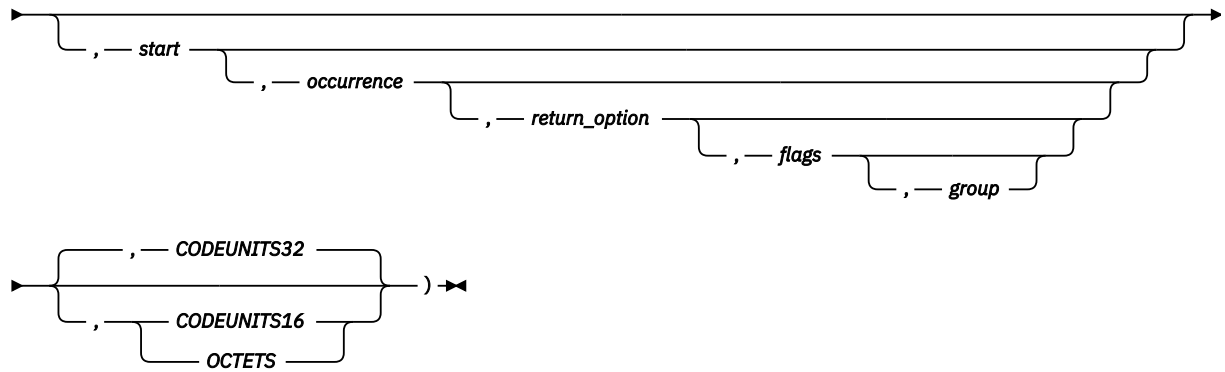 , start
, occurrence
, return_option
, flags
, group
, CODEUNITS32
)
, CODEUNITS16
OCTETS